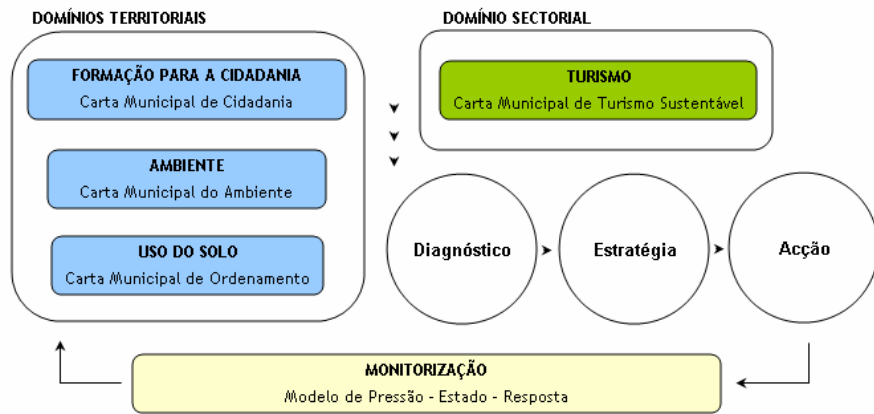 DOMÍNIOS TERRITORIAIS
FORMAÇÃO PARA A CIDADANIA
Carta Municipal de Cidadania
AMBIENTE
Carta Municipal do Ambiente
USO DO SOLO
Carta Municipal de Ordenamento
DOMÍNIO SECTORIAL
TURISMO
Carta Municipal de Turismo Sustentável
Diagnóstico
Estratégia
Acção
MONITORIZAÇÃO
Modelo de Pressão - Estado - Resposta